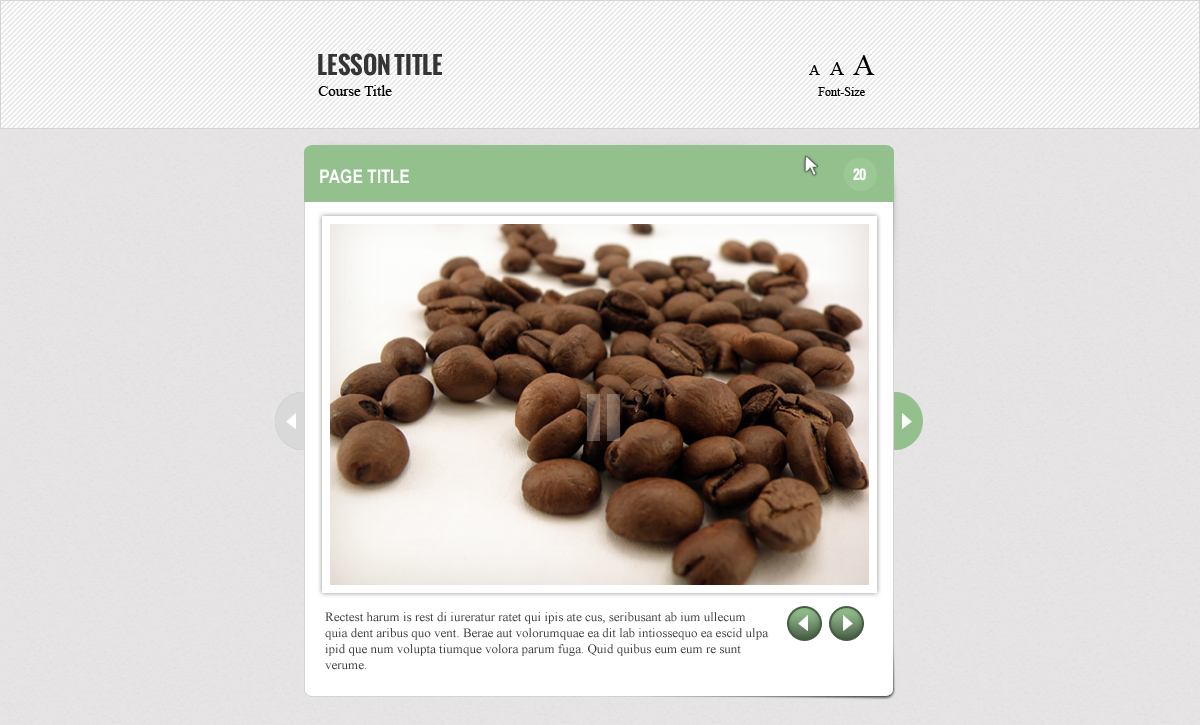 LESSON TITLE
Course Title
A A A
Font-Size
PAGE TITLE
20
Rectest harum is rest di iureratur ratet qui ipis ate cus, seribusant ab ium ullecum
quia dent aribus quo vent. Berae aut volorumquae ea dit lab intiossequo ea escid ulpa
ipid que num volupta tiumque volora parum fuga. Quid quibus eum eum re sunt
verume.